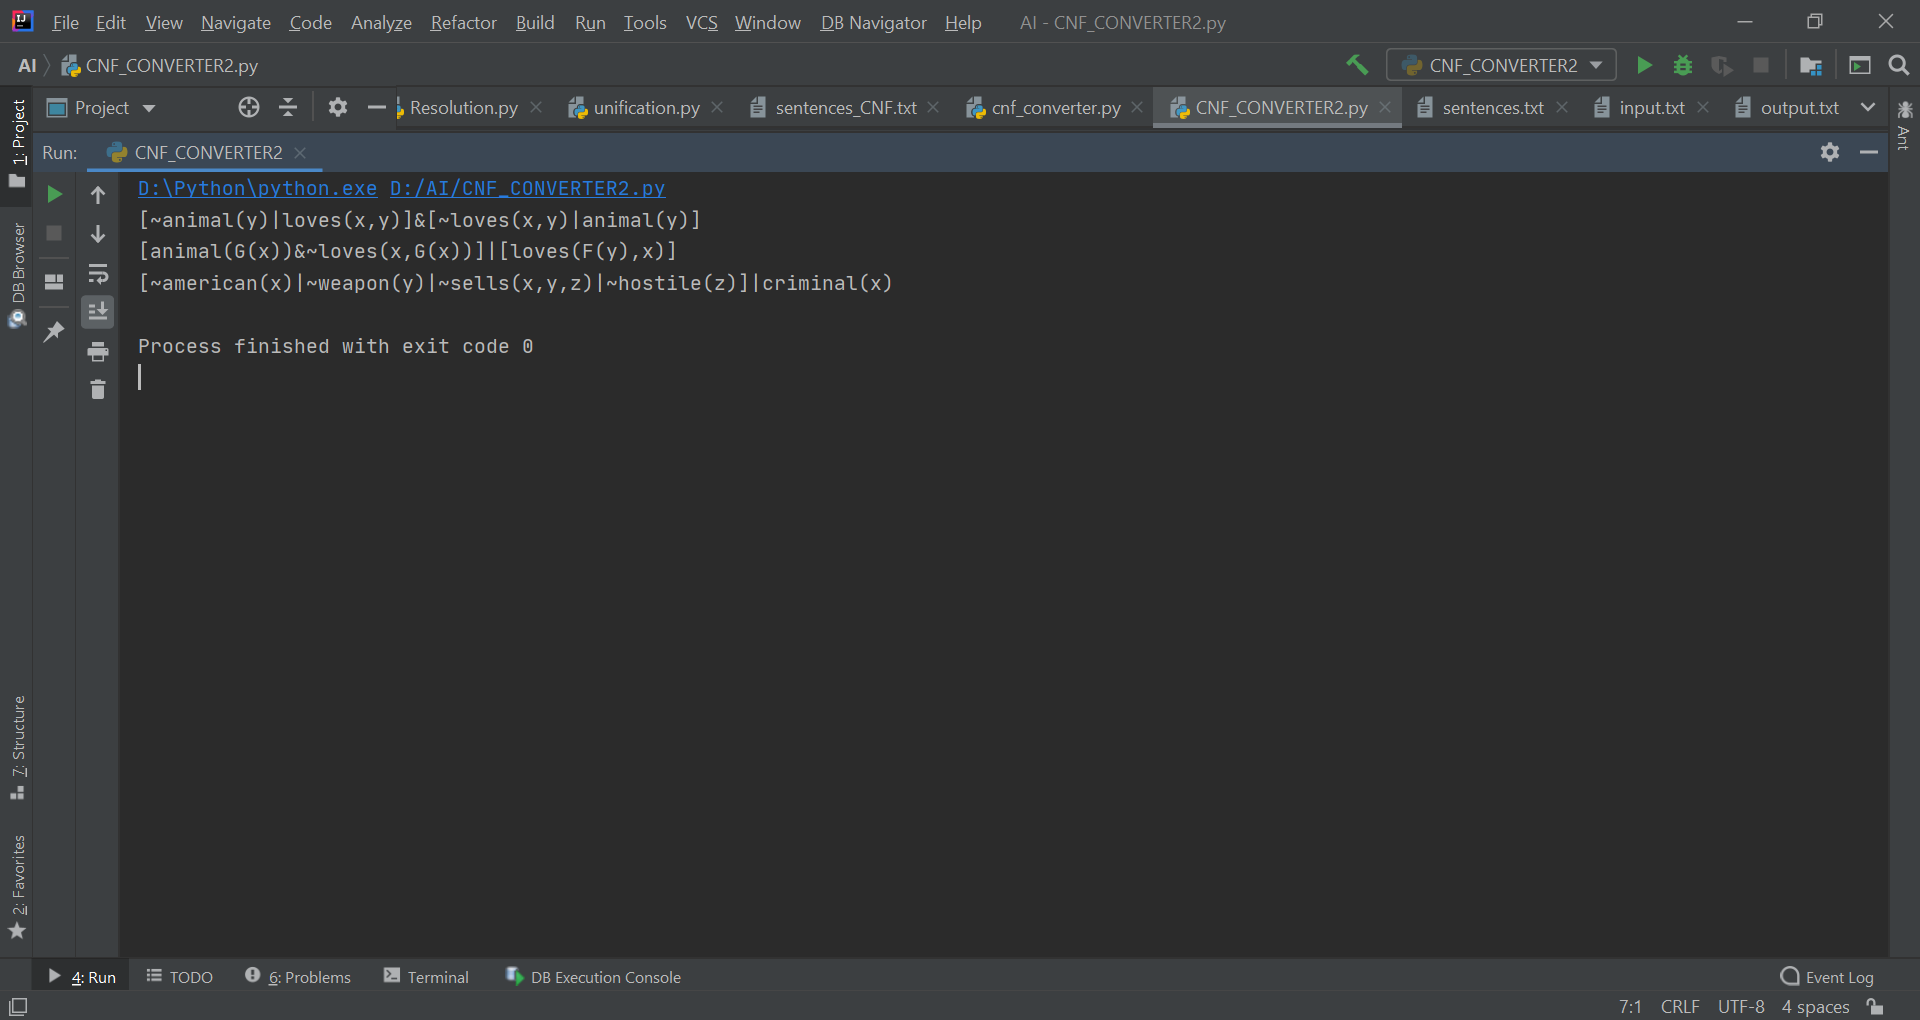 File Edit View Navigate Code Analyze Refactor Build Run Tools VCS Window DB Navigator Help AI - CNF_CONVERTER2.py
AI CNF_CONVERTER2.py CNF_CONVERTER2
Project Resolution.py unification.py sentences_CNF.txt cnf_converter.py CNF_CONVERTER2.py sentences.txt input.txt output.txt
Run: CNF_CONVERTER2
D:\Python\python.exe D:/AI/CNF_CONVERTER2.py
[~animal(y)|loves(x,y)]&[~loves(x,y)|animal(y)]
[animal(G(x))&~loves(x,G(x))]|[loves(F(y),x)]
[~american(x)|~weapon(y)|~sells(x,y,z)|~hostile(z)]|criminal(x)
Process finished with exit code 0
1: Project
DB Browser
7: Structure
2: Favorites
Ant
4: Run TODO 6: Problems Terminal DB Execution Console Event Log
7:1 CRLF UTF-8 4 spaces